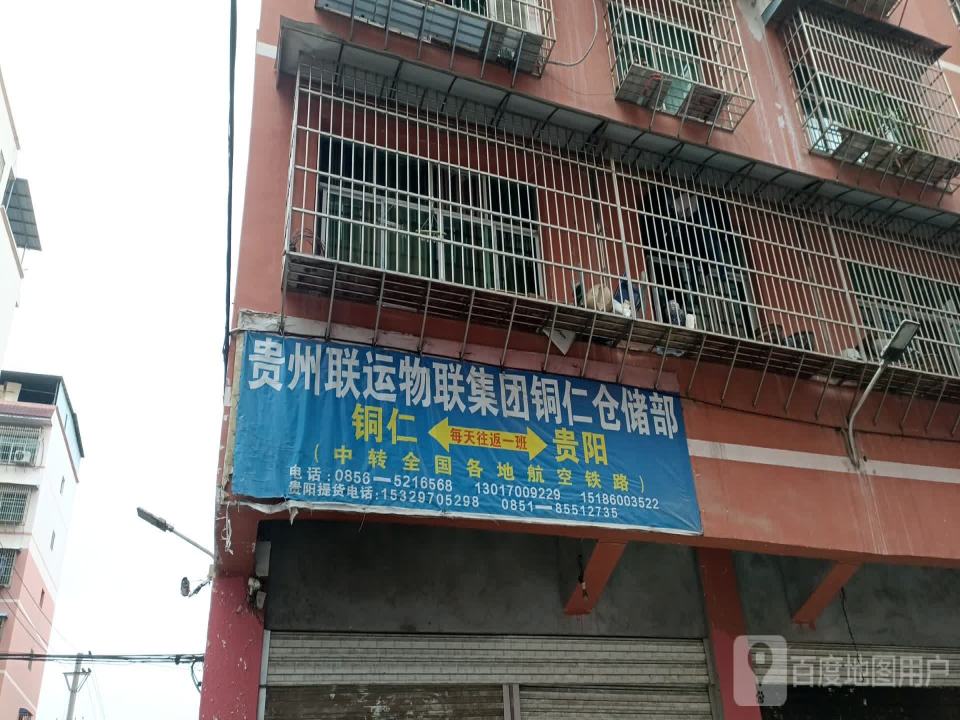 贵州联运物联集团铜仁仓储部
铜仁 每天往返一班 贵阳
(中转全国各地航空铁路)
电话:0856—5216568 13017009229 15186003522
贵阳提货电话:15329705298 0851—85512735
百度地图用户